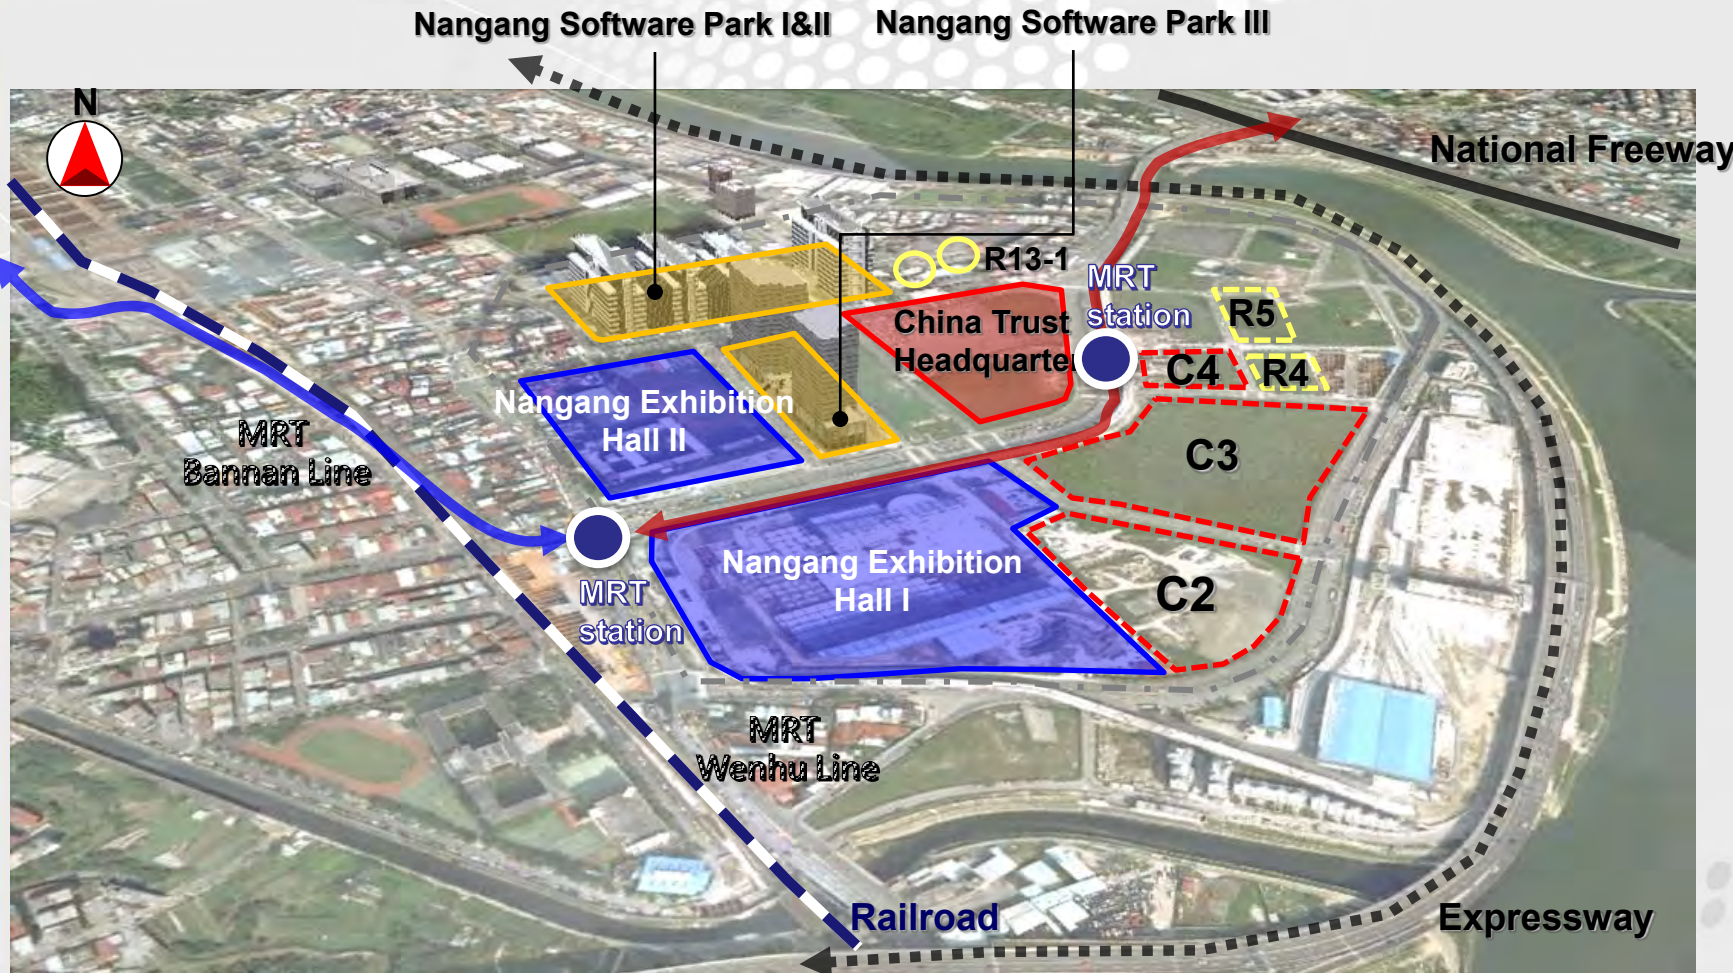 Nangang Software Park I&II
Nangang Software Park III
N
National Freeway
R13-1
MRT
station
R5
China Trust
Headquarter
C4
R4
Nangang Exhibition
Hall II
MRT
Bannan Line
C3
Nangang Exhibition
Hall I
C2
MRT
station
MRT
Wenhu Line
Railroad
Expressway